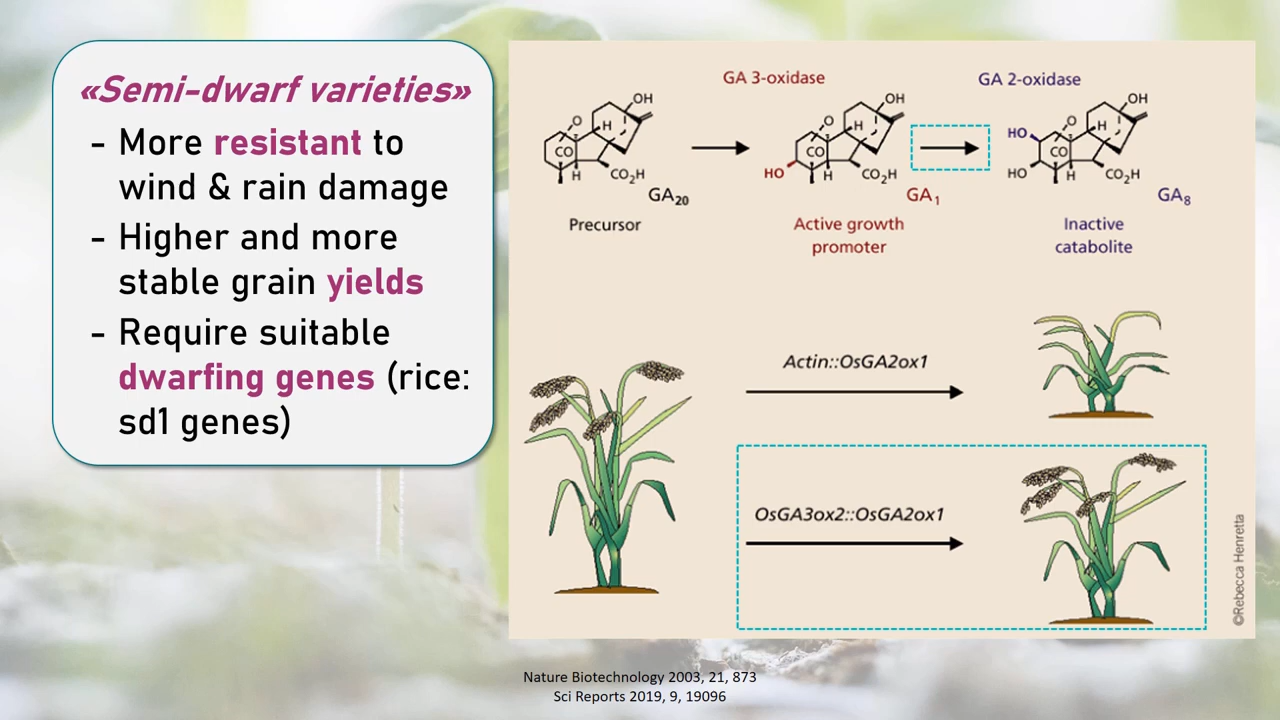 «Semi-dwarf varieties»
- More resistant to
wind & rain damage
- Higher and more
stable grain yields
- Require suitable
dwarfing genes (rice:
sd1 genes)
GA 3-oxidase
GA 2-oxidase
OH
O
H
CO
H
CO₂H
GA₂₀
Precursor
OH
O
H
CO
HO
H
CO₂H
GA₁
Active growth
promoter
OH
HO
O
H
CO
HO
H
CO₂H
GA₈
Inactive
catabolite
Actin::OsGA2ox1
OsGA3ox2::OsGA2ox1
©Rebecca Henretta
Nature Biotechnology 2003, 21, 873
Sci Reports 2019, 9, 19096